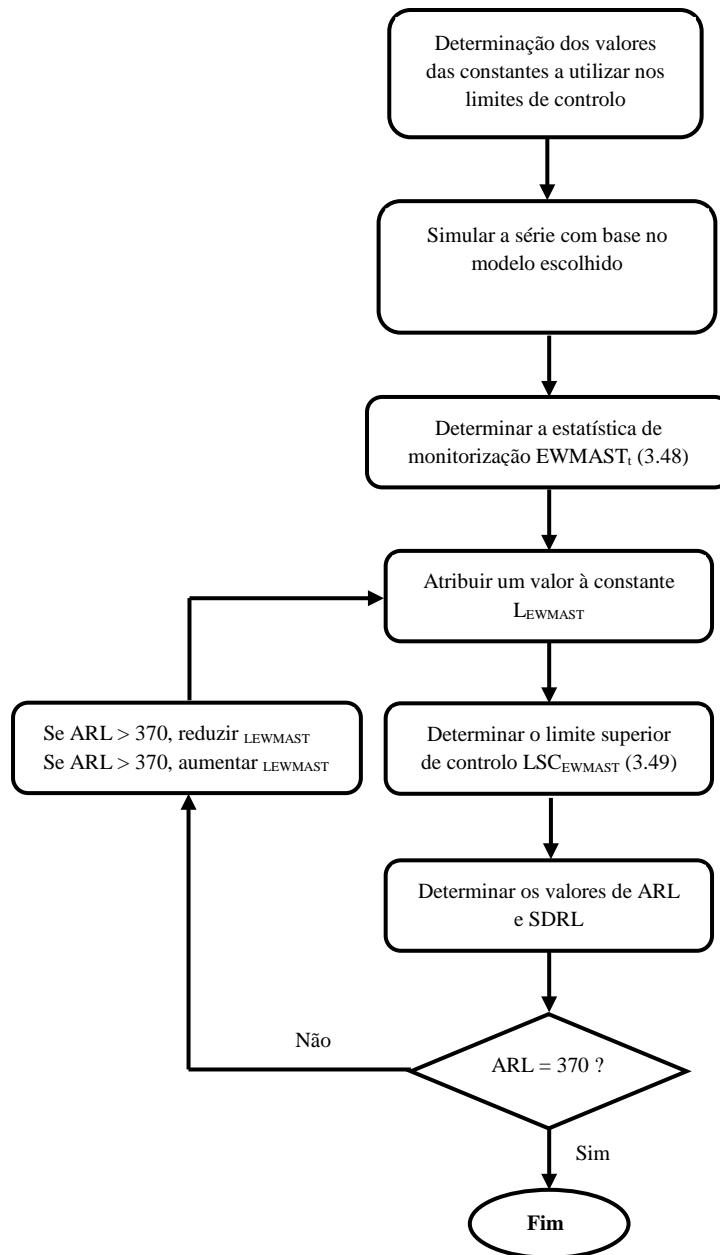 Determinação dos valores
das constantes a utilizar nos
limites de controlo
Simular a série com base no
modelo escolhido
Determinar a estatística de
monitorização EWMASTt (3.48)
Atribuir um valor à constante
LEWMAST
Se ARL > 370, reduzir LEWMAST
Se ARL > 370, aumentar LEWMAST
Determinar o limite superior
de controlo LSCEWMAST (3.49)
Determinar os valores de ARL
e SDRL
Não
ARL = 370 ?
Sim
Fim